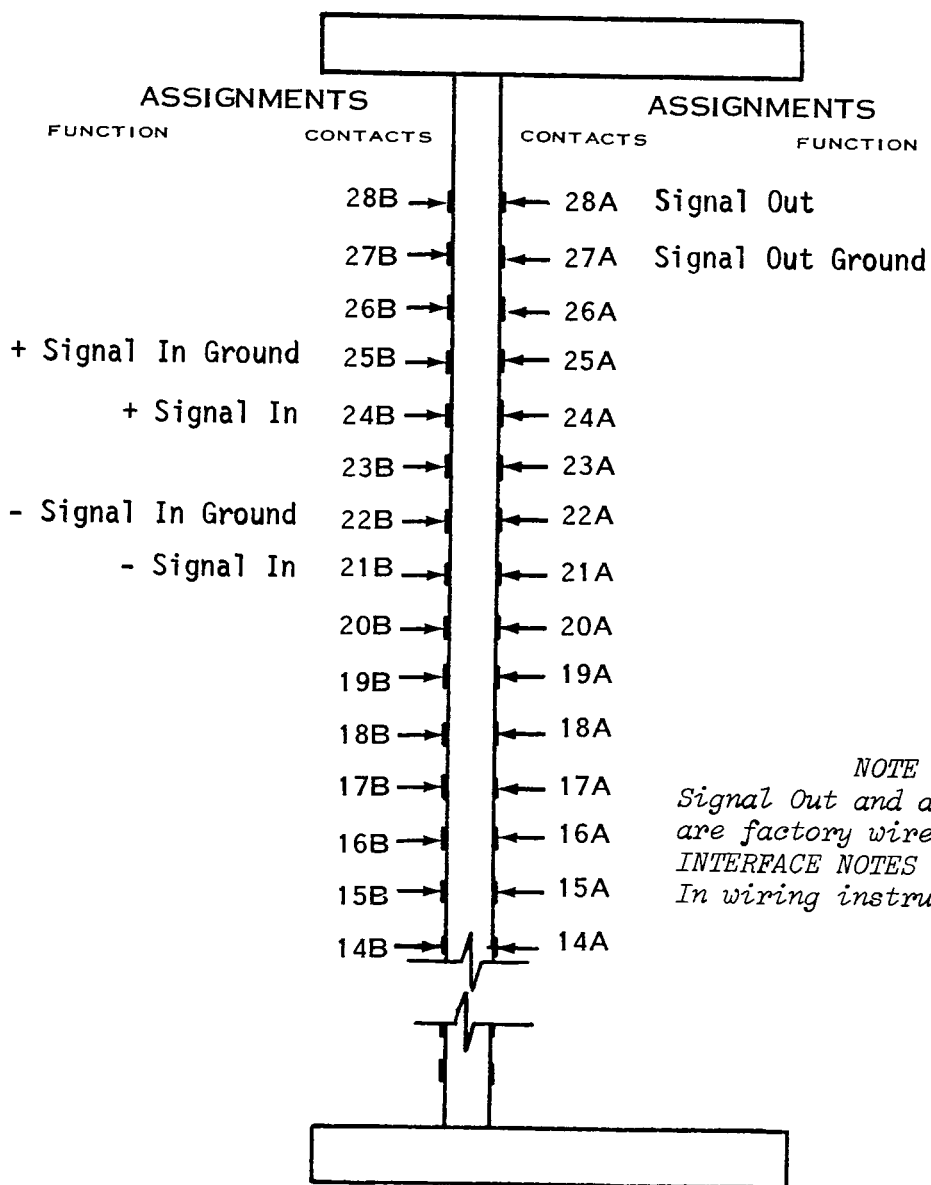 ASSIGNMENTS ASSIGNMENTS
FUNCTION CONTACTS CONTACTS FUNCTION
28B 28A Signal Out
27B 27A Signal Out Ground
26B 26A
+ Signal In Ground 25B 25A
+ Signal In 24B 24A
23B 23A
- Signal In Ground 22B 22A
- Signal In 21B 21A
20B 20A
19B 19A
18B 18A
17B 17A
16B 16A
15B 15A
14B 14A
NOTE
Signal Out and
are factory
INTERFACE NOTES
In wiring